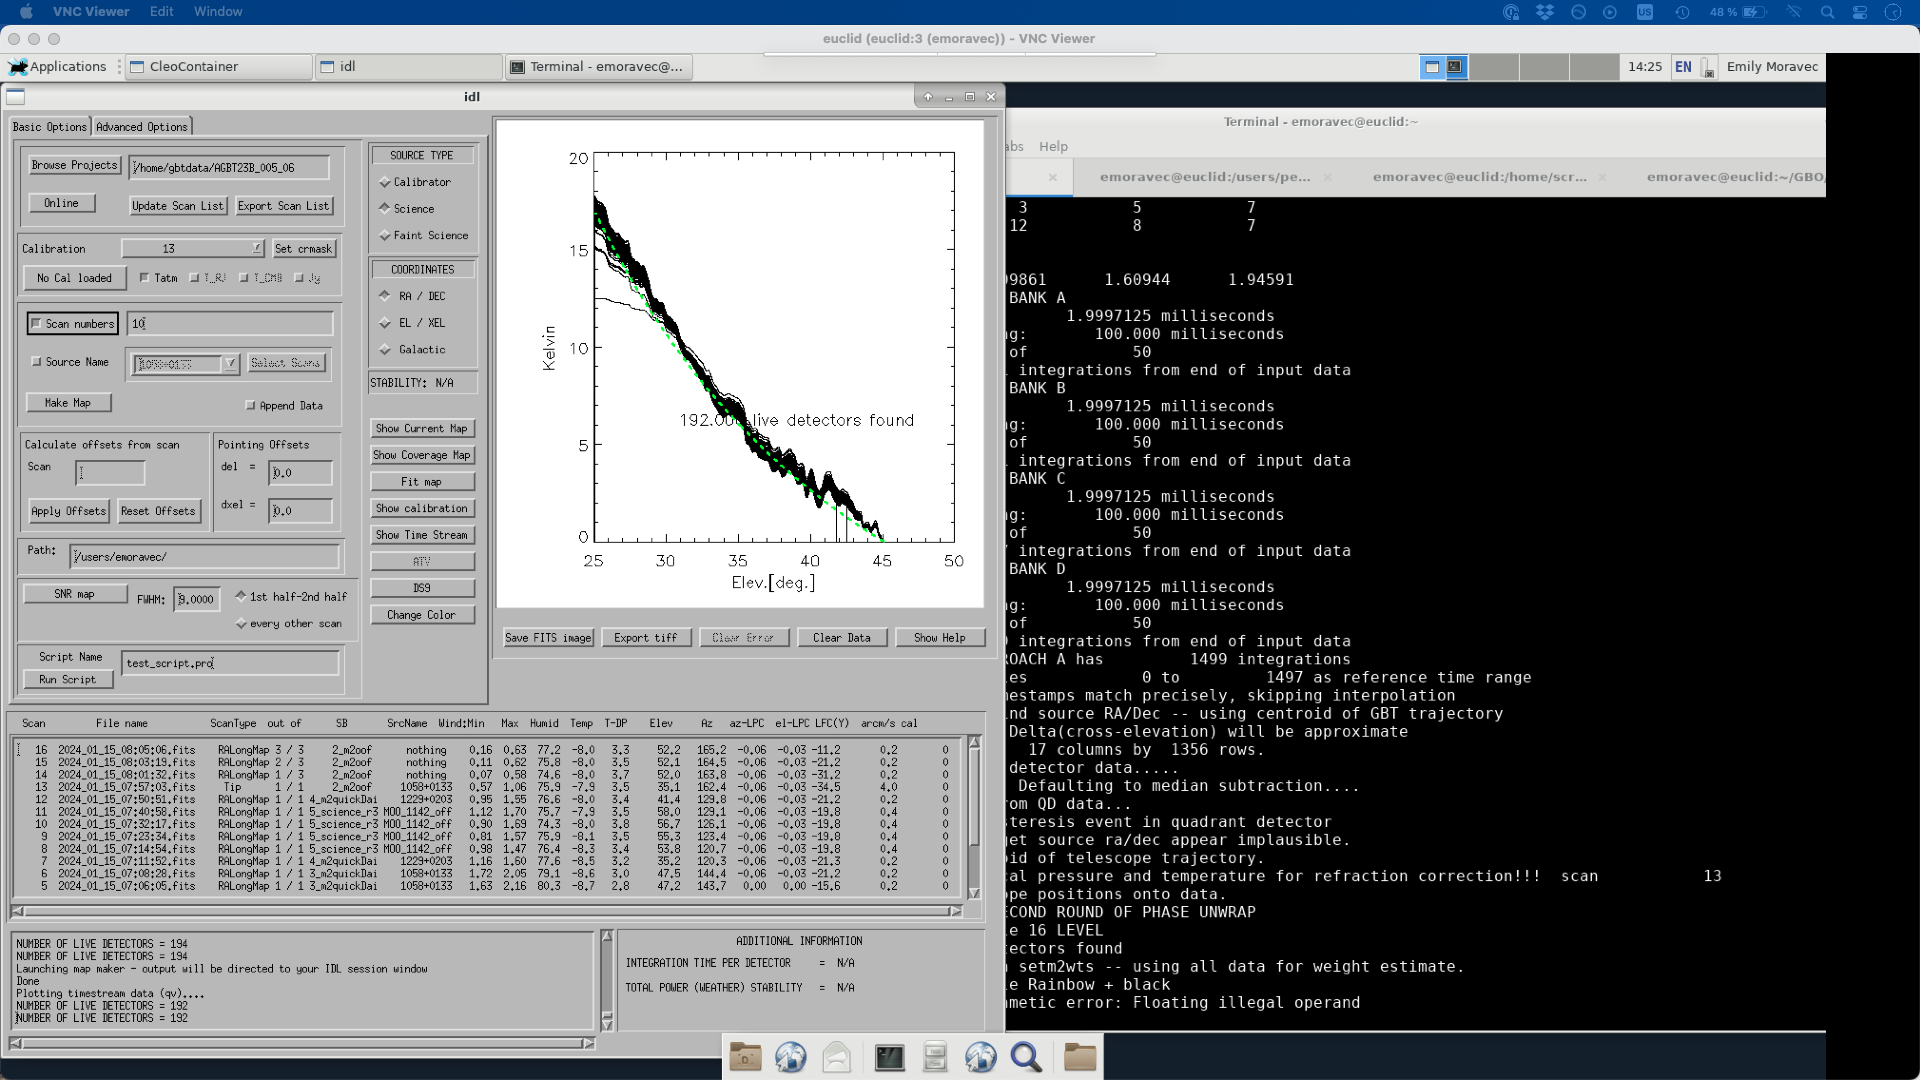 VNC Viewer Edit Window 48 %
euclid (euclid:3 (emoravec)) - VNC Viewer
Applications CleoContainer idl Terminal - emoravec@... 14:25 EN Emily Moravec
idl
Basic Options Advanced Options
Browse Projects /home/gbtdata/AGBT23B_005_06
Online Update Scan List Export Scan List
Calibration 13 Set crmask
No Cal loaded Tatm T_RJ T_CMB Jy
Scan numbers 10
Source Name 1058+0133 Select Scans
Make Map Append Data
Calculate offsets from scan
Scan
Apply Offsets Reset Offsets
Pointing Offsets
del = 0.0
dxel = 0.0
Path: /users/emoravec/
SNR map FWHM: 9.0000 1st half-2nd half
every other scan
Script Name test_script.pro
Run Script
SOURCE TYPE
Calibrator
Science
Faint Science
COORDINATES
RA / DEC
EL / XEL
Galactic
STABILITY: N/A
Show Current Map
Show Coverage Map
Fit map
Show calibration
Show Time Stream
ATV
DS9
Change Color
20
15
10
5
0
Kelvin
192.00 live detectors found
25 30 35 40 45 50
Elev.[deg.]
Save FITS image Export tiff Clear Error Clear Data Show Help
Scan File name ScanType out of SB SrcName Wind:Min Max Humid Temp T-DP Elev Az az-LPC el-LPC LFC(Y) arcm/s cal
16 2024_01_15_08:05:06.fits RALongMap 3 / 3 2_m2oof nothing 0.16 0.63 77.2 -8.0 3.3 52.2 165.2 -0.06 -0.03 -11.2 0.2 0
15 2024_01_15_08:03:19.fits RALongMap 2 / 3 2_m2oof nothing 0.11 0.62 75.8 -8.0 3.5 52.1 164.5 -0.06 -0.03 -21.2 0.2 0
14 2024_01_15_08:01:32.fits RALongMap 1 / 3 2_m2oof nothing 0.07 0.58 74.6 -8.0 3.7 52.0 163.8 -0.06 -0.03 -31.2 0.2 0
13 2024_01_15_07:57:03.fits Tip 1 / 1 2_m2oof 1058+0133 0.57 1.06 75.9 -7.9 3.5 35.1 162.4 -0.06 -0.03 -34.5 4.0 0
12 2024_01_15_07:50:51.fits RALongMap 1 / 1 4_m2quickDai 1229+0203 0.95 1.55 76.6 -8.0 3.4 41.4 129.8 -0.06 -0.03 -21.2 0.2 0
11 2024_01_15_07:40:58.fits RALongMap 1 / 1 5_science_r3 MOO_1142_off 1.12 1.70 75.7 -7.9 3.5 58.0 129.1 -0.06 -0.03 -19.8 0.4 0
10 2024_01_15_07:32:17.fits RALongMap 1 / 1 5_science_r3 MOO_1142_off 0.90 1.69 74.3 -8.0 3.8 56.7 126.1 -0.06 -0.03 -19.8 0.4 0
9 2024_01_15_07:23:34.fits RALongMap 1 / 1 5_science_r3 MOO_1142_off 0.81 1.57 75.9 -8.1 3.5 55.3 123.4 -0.06 -0.03 -19.8 0.4 0
8 2024_01_15_07:14:54.fits RALongMap 1 / 1 5_science_r3 MOO_1142_off 0.98 1.47 76.4 -8.3 3.4 53.8 120.7 -0.06 -0.03 -19.8 0.4 0
7 2024_01_15_07:11:52.fits RALongMap 1 / 1 4_m2quickDai 1229+0203 1.16 1.60 77.6 -8.5 3.2 35.2 120.3 -0.06 -0.03 -21.3 0.2 0
6 2024_01_15_07:08:28.fits RALongMap 1 / 1 3_m2quickDai 1058+0133 1.72 2.05 79.1 -8.6 3.0 47.5 144.4 -0.06 -0.03 -21.2 0.2 0
5 2024_01_15_07:06:05.fits RALongMap 1 / 1 3_m2quickDai 1058+0133 1.63 2.16 80.3 -8.7 2.8 47.2 143.7 0.00 0.00 -15.6 0.2 0
NUMBER OF LIVE DETECTORS = 194
NUMBER OF LIVE DETECTORS = 194
Launching map maker - output will be directed to your IDL session window
Done
Plotting timestream data (qv)....
NUMBER OF LIVE DETECTORS = 192
NUMBER OF LIVE DETECTORS = 192
ADDITIONAL INFORMATION
INTEGRATION TIME PER DETECTOR = N/A
TOTAL POWER (WEATHER) STABILITY = N/A
Terminal - emoravec@euclid:~
abs Help
emoravec@euclid:/users/pe... emoravec@euclid:/home/scr... emoravec@euclid:~/GBO/
3 5 7
12 8 7
09861 1.60944 1.94591
BANK A
1.9997125 milliseconds
g: 100.000 milliseconds
of 50
integrations from end of input data
BANK B
1.9997125 milliseconds
g: 100.000 milliseconds
of 50
integrations from end of input data
BANK C
1.9997125 milliseconds
g: 100.000 milliseconds
of 50
integrations from end of input data
BANK D
1.9997125 milliseconds
g: 100.000 milliseconds
of 50
integrations from end of input data
ROACH A has 1499 integrations
es 0 to 1497 as reference time range
mestamps match precisely, skipping interpolation
nd source RA/Dec -- using centroid of GBT trajectory
Delta(cross-elevation) will be approximate
17 columns by 1356 rows.
detector data.....
Defaulting to median subtraction....
rom QD data...
steresis event in quadrant detector
get source ra/dec appear implausible.
oid of telescope trajectory.
cal pressure and temperature for refraction correction!!! scan 13
ope positions onto data.
ECOND ROUND OF PHASE UNWRAP
e 16 LEVEL
ectors found
setm2wts -- using all data for weight estimate.
e Rainbow + black
metic error: Floating illegal operand